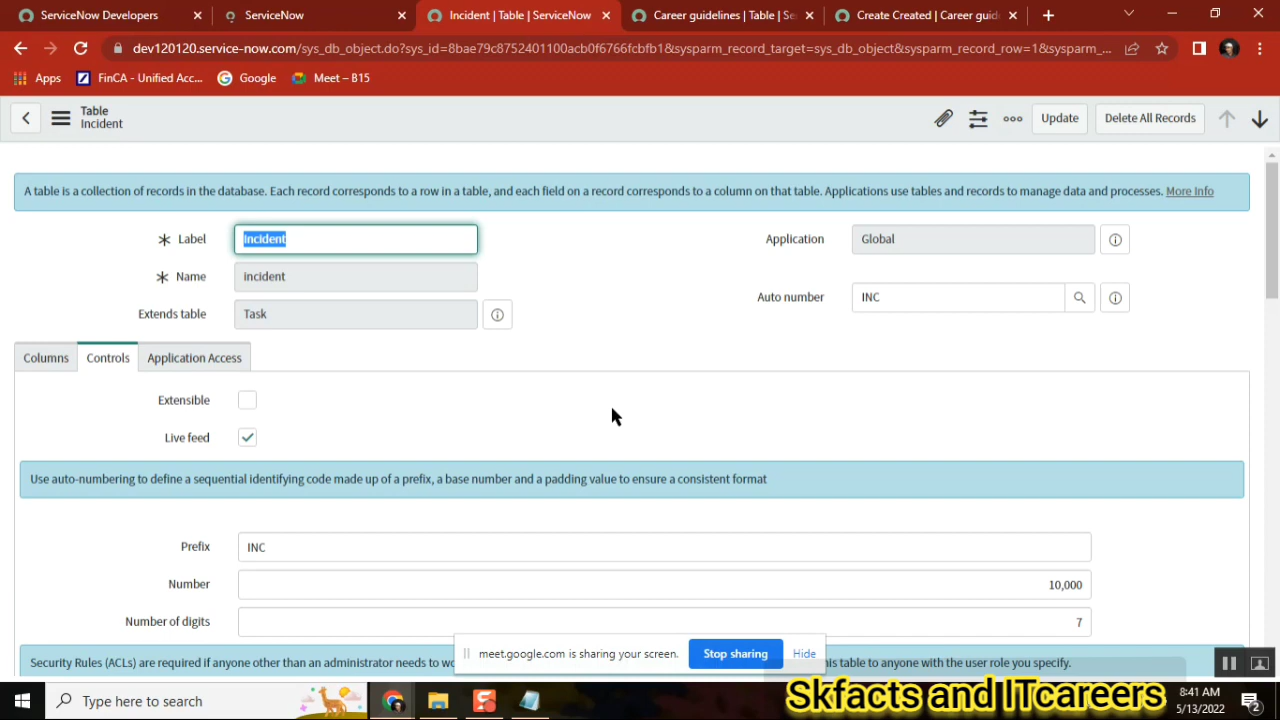 ServiceNow Developers
ServiceNow
Incident | Table | ServiceNow
Career guidelines | Table | Se
Create Created | Career guid
dev120120.service-now.com/sys_db_object.do?sys_id=8bae79c8752401100acb0f6766fcbfb1&sysparm_record_target=sys_db_object&sysparm_record_row=1&sysparm_...
Apps
FinCA - Unified Acc...
Google
Meet – B15
Table
Incident
Update
Delete All Records
A table is a collection of records in the database. Each record corresponds to a row in a table, and each field on a record corresponds to a column on that table. Applications use tables and records to manage data and processes. More Info
Label
Incident
Application
Global
Name
incident
Auto number
INC
Extends table
Task
Columns
Controls
Application Access
Extensible
Live feed
Use auto-numbering to define a sequential identifying code made up of a prefix, a base number and a padding value to ensure a consistent format
Prefix
INC
Number
10,000
Number of digits
7
Security Rules (ACLs) are required if anyone other than an administrator needs to wo
this table to anyone with the user role you specify.
meet.google.com is sharing your screen.
Stop sharing
Hide
Type here to search
Skfacts and ITcareers
8:41 AM
5/13/2022
2